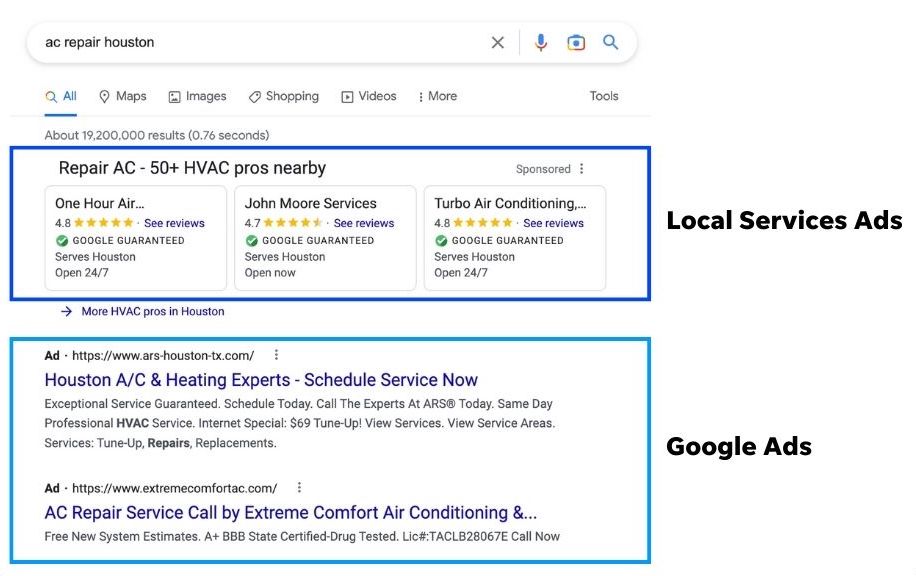 ac repair houston
All Maps Images Shopping Videos More Tools
About 19,200,000 results (0.76 seconds)
Repair AC - 50+ HVAC pros nearby Sponsored
One Hour Air...
4.8 · See reviews
GOOGLE GUARANTEED
Serves Houston
Open 24/7
John Moore Services
4.7 · See reviews
GOOGLE GUARANTEED
Serves Houston
Open now
Turbo Air Conditioning,...
4.8 · See reviews
GOOGLE GUARANTEED
Serves Houston
Open 24/7
Local Services Ads
More HVAC pros in Houston
Ad · https://www.ars-houston-tx.com/
Houston A/C & Heating Experts - Schedule Service Now
Exceptional Service Guaranteed. Schedule Today. Call The Experts At ARS® Today. Same Day
Professional HVAC Service. Internet Special: $69 Tune-Up! View Services. View Service Areas.
Services: Tune-Up, Repairs, Replacements.
Google Ads
Ad · https://www.extremecomfortac.com/
AC Repair Service Call by Extreme Comfort Air Conditioning &...
Free New System Estimates. A+ BBB State Certified-Drug Tested. Lic#:TACLB28067E Call Now